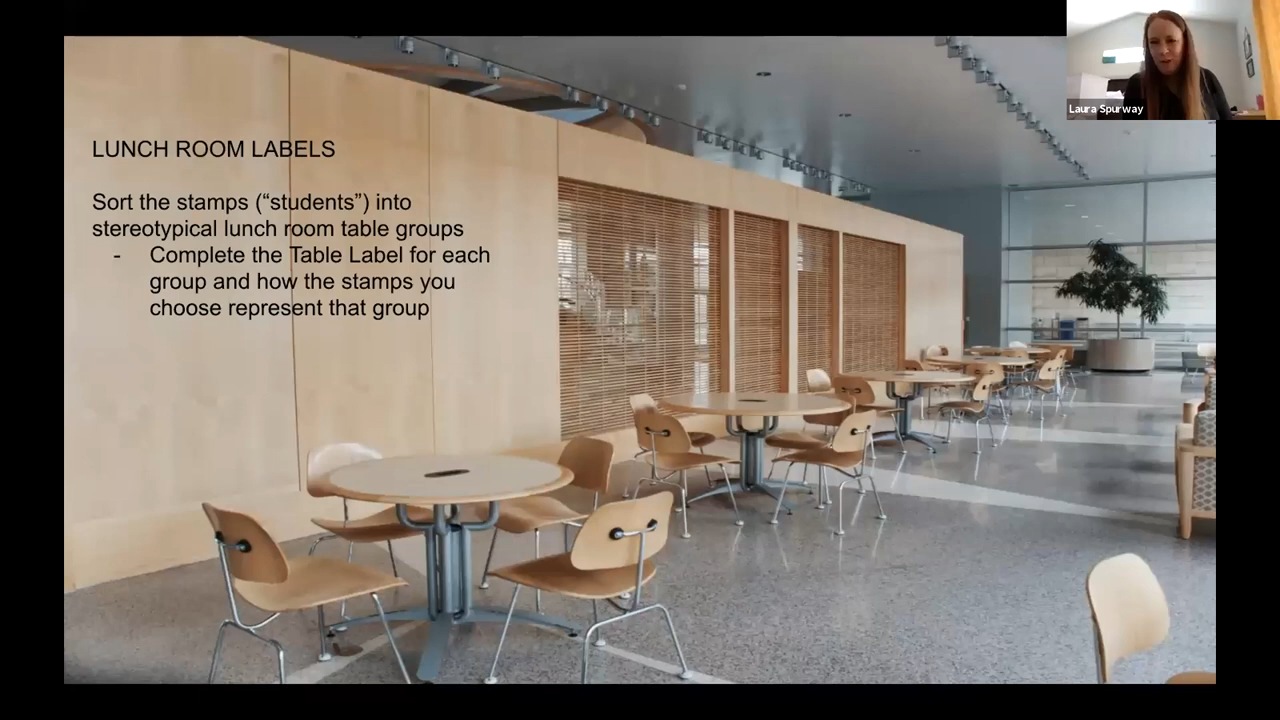 LUNCH ROOM LABELS
Sort the stamps (“students”) into
stereotypical lunch room table groups
- Complete the Table Label for each
group and how the stamps you
choose represent that group
Laura Spurway